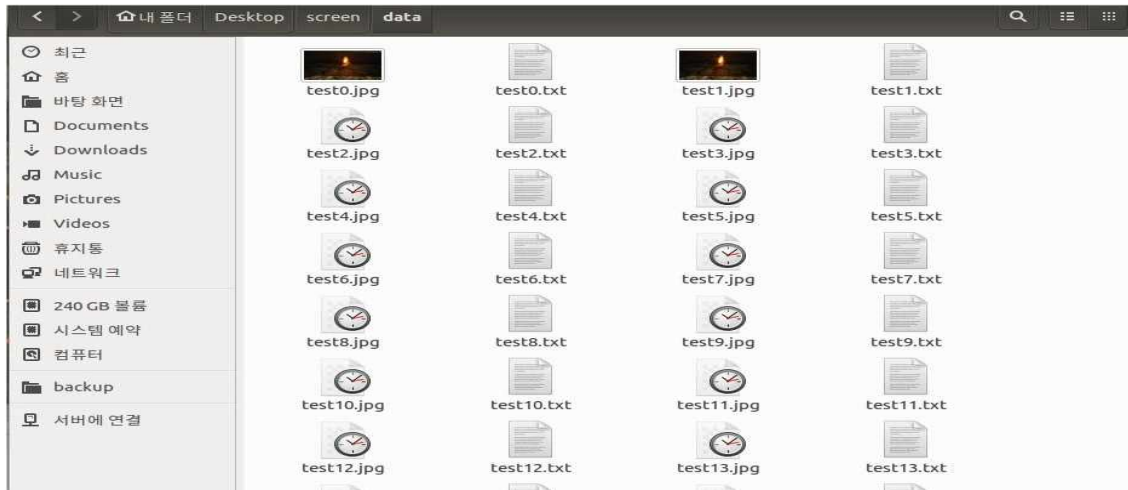 내 폴더 Desktop screen data
최근
홈
바탕 화면
Documents
Downloads
Music
Pictures
Videos
휴지통
네트워크
240 GB 볼륨
시스템 예약
컴퓨터
backup
서버에 연결
test0.jpg test0.txt test1.jpg test1.txt
test2.jpg test2.txt test3.jpg test3.txt
test4.jpg test4.txt test5.jpg test5.txt
test6.jpg test6.txt test7.jpg test7.txt
test8.jpg test8.txt test9.jpg test9.txt
test10.jpg test10.txt test11.jpg test11.txt
test12.jpg test12.txt test13.jpg test13.txt